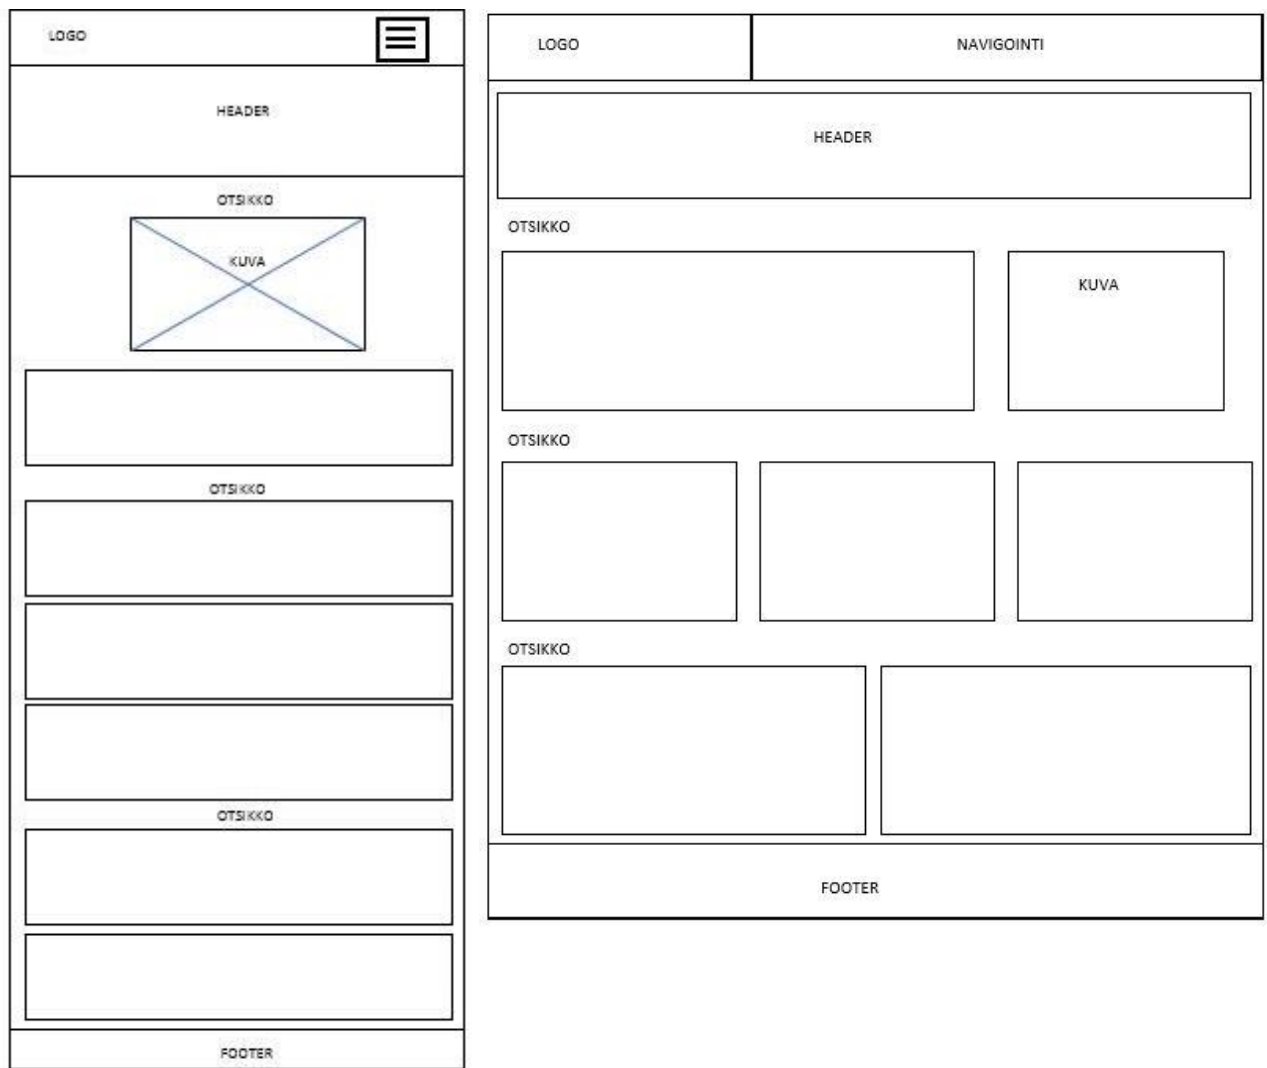 LOGO
HEADER
OTSIKKO
KUVA
OTSIKKO
OTSIKKO
FOOTER
LOGO
NAVIGOINTI
HEADER
OTSIKKO
KUVA
OTSIKKO
OTSIKKO
FOOTER